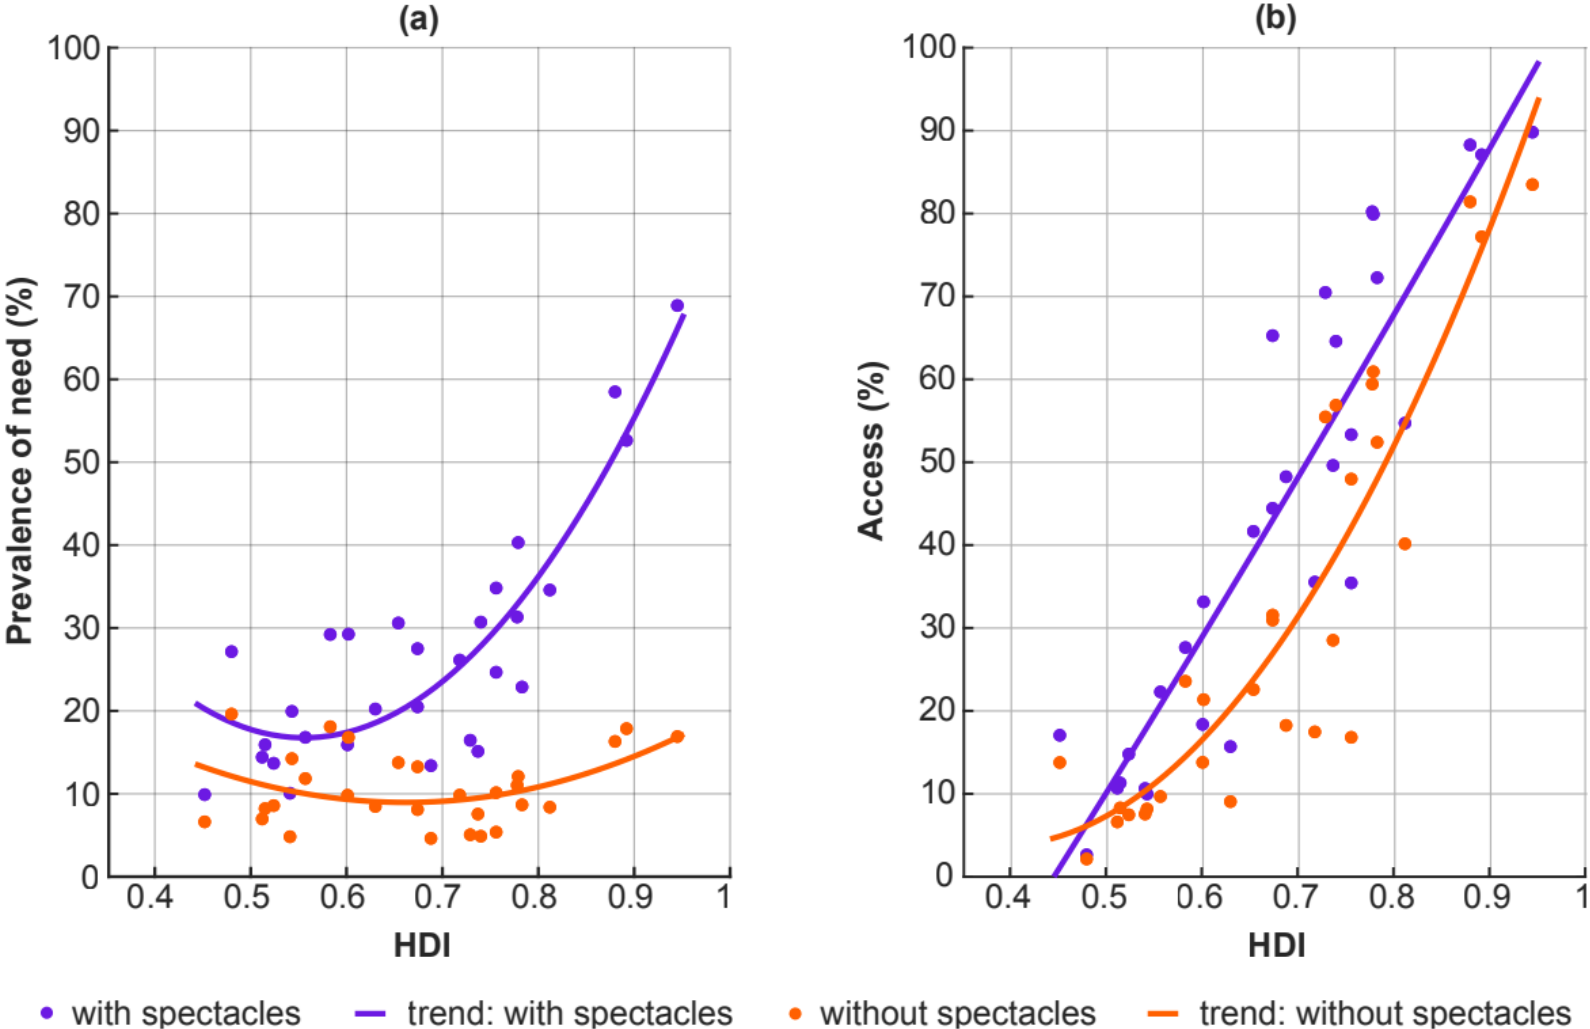 (a)
100
90
80
70
60
50
40
30
20
10
0
0.4 0.5 0.6 0.7 0.8 0.9 1
Prevalence of need (%)
HDI
(b)
100
90
80
70
60
50
40
30
20
10
0
0.4 0.5 0.6 0.7 0.8 0.9 1
Access (%)
HDI
with spectacles trend: with spectacles without spectacles trend: without spectacles